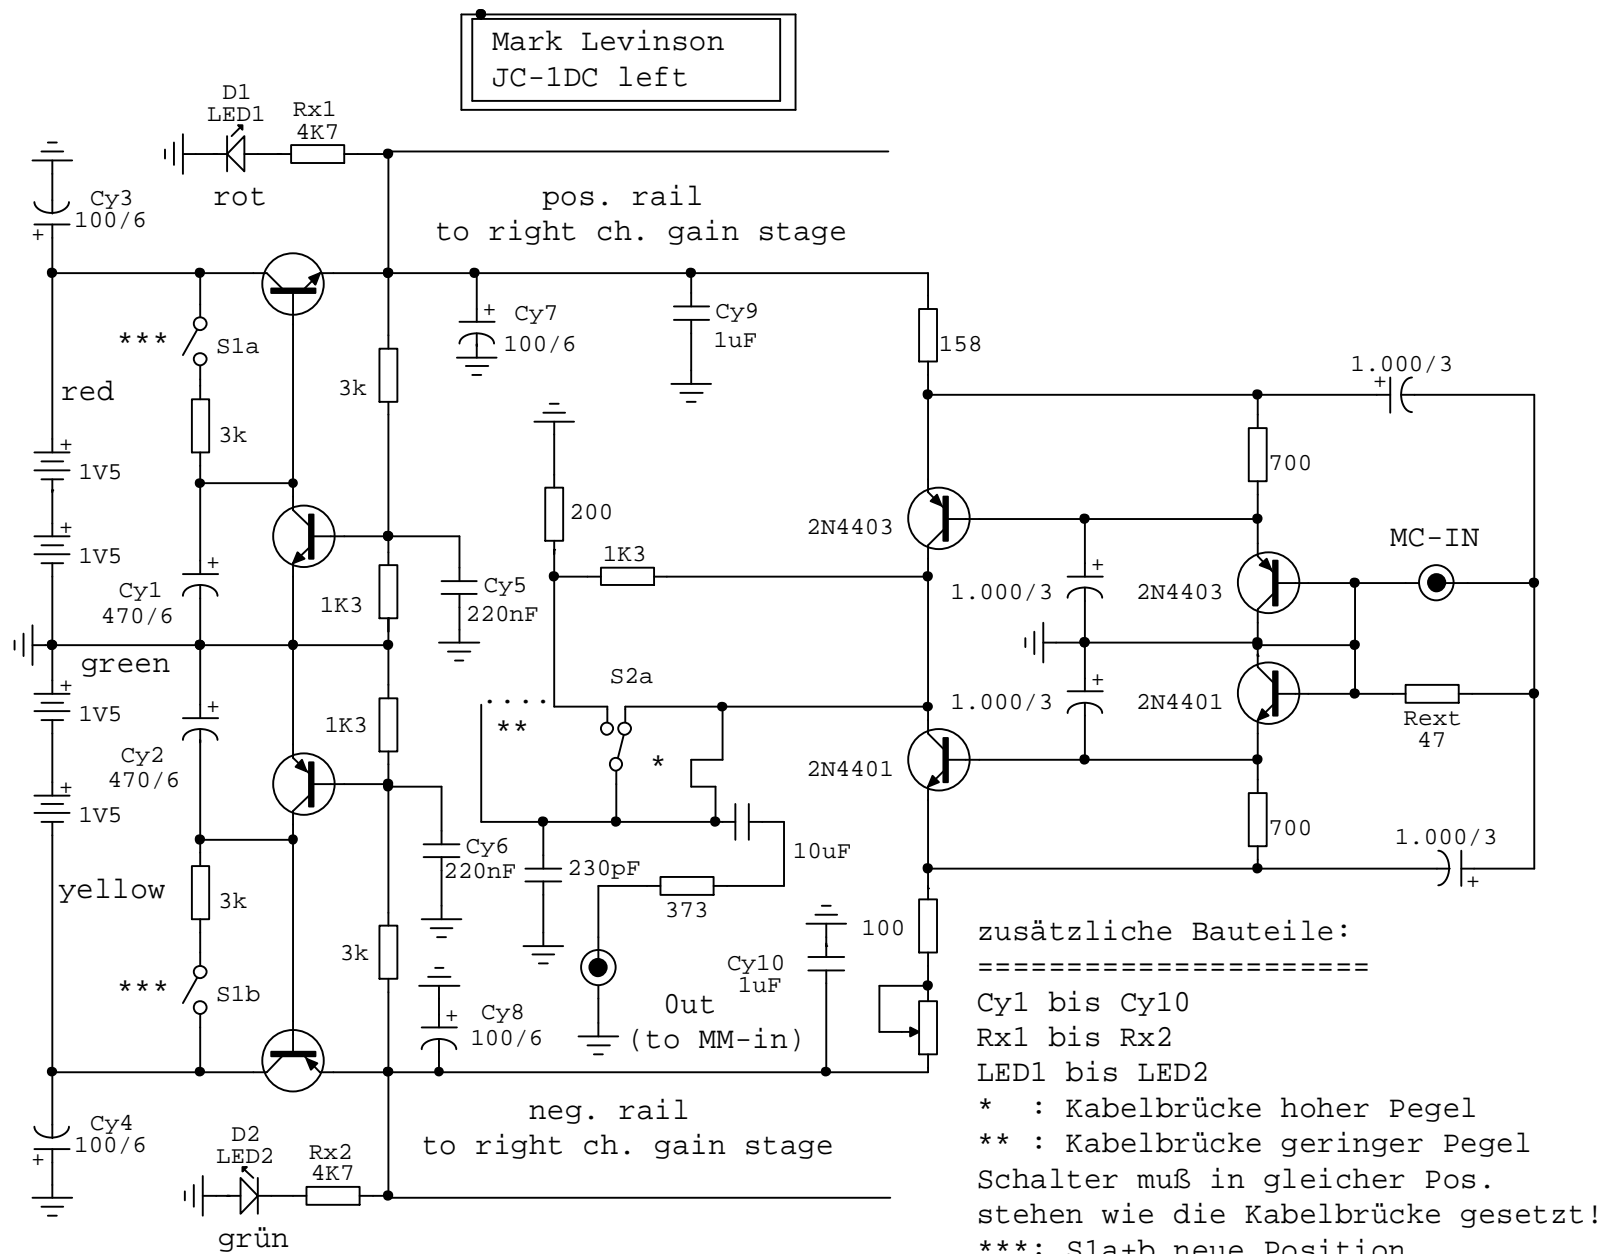 Mark Levinson
JC-1DC left
D1
LED1
Rx1
4K7
rot
Cy3
100/6
+
pos. rail
to right ch. gain stage
***
S1a
3k
red
+
1V5
+
1V5
Cy1
470/6
+
3k
1K3
+
Cy7
100/6
Cy9
1uF
158
1.000/3
+
700
200
1K3
2N4403
Cy5
220nF
1.000/3
+
2N4403
MC-IN
green
+
1V5
+
1V5
Cy2
470/6
+
1K3
S2a
....
**
*
1.000/3
+
2N4401
Rext
47
2N4401
Cy6
220nF
230pF
10uF
373
700
1.000/3
+
yellow
3k
***
S1b
3k
+
Cy8
100/6
Out
(to MM-in)
Cy10
1uF
100
Cy4
100/6
+
D2
LED2
Rx2
4K7
grün
neg. rail
to right ch. gain stage
zusätzliche Bauteile:
======================
Cy1 bis Cy10
Rx1 bis Rx2
LED1 bis LED2
* : Kabelbrücke hoher Pegel
** : Kabelbrücke geringer Pegel
Schalter muß in gleicher Pos.
stehen wie die Kabelbrücke gesetzt!
***: S1a+b neue Position